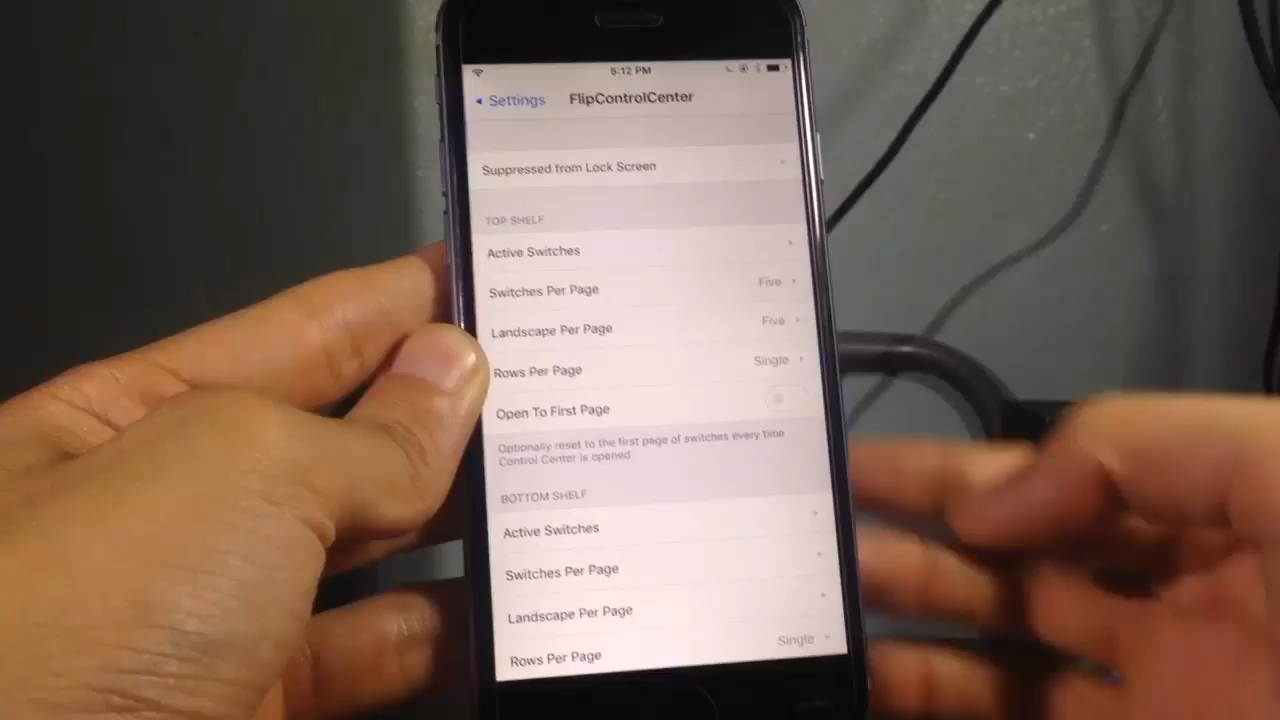 5:12 PM
Settings
FlipControlCenter
Suppressed from Lock Screen
TOP SHELF
Active Switches
Switches Per Page Five
Landscape Per Page Five
Rows Per Page Single
Open To First Page
Optionally reset to the first page of switches every time
Control Center is opened
BOTTOM SHELF
Active Switches
Switches Per Page
Landscape Per Page
Rows Per Page Single